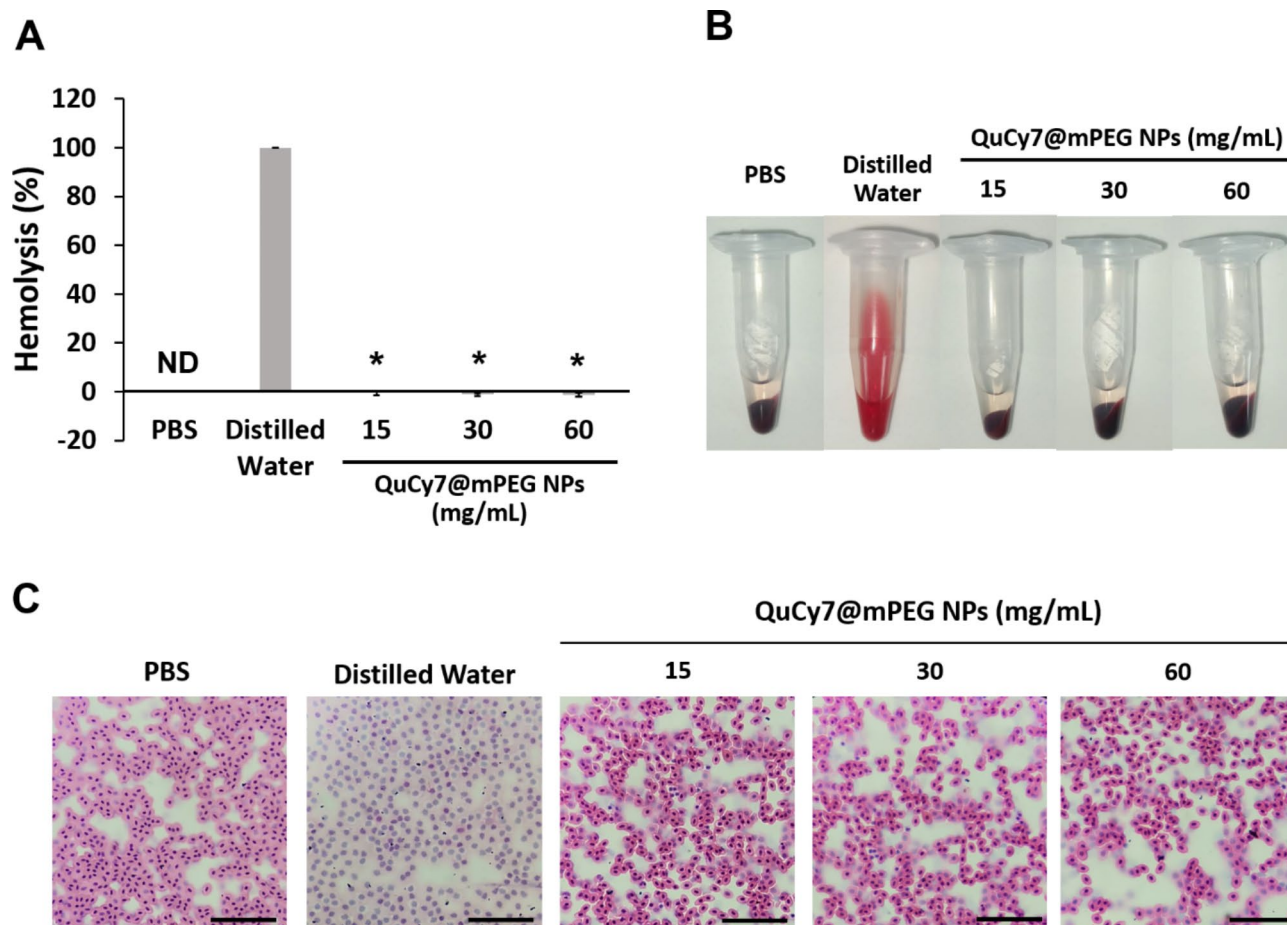 A
120
100
80
60
40
20
0
-20
Hemolysis (%)
ND
* * *
PBS Distilled Water 15 30 60
QuCy7@mPEG NPs
(mg/mL)
B
QuCy7@mPEG NPs (mg/mL)
PBS
Distilled
Water
15 30 60
C
QuCy7@mPEG NPs (mg/mL)
PBS Distilled Water 15 30 60